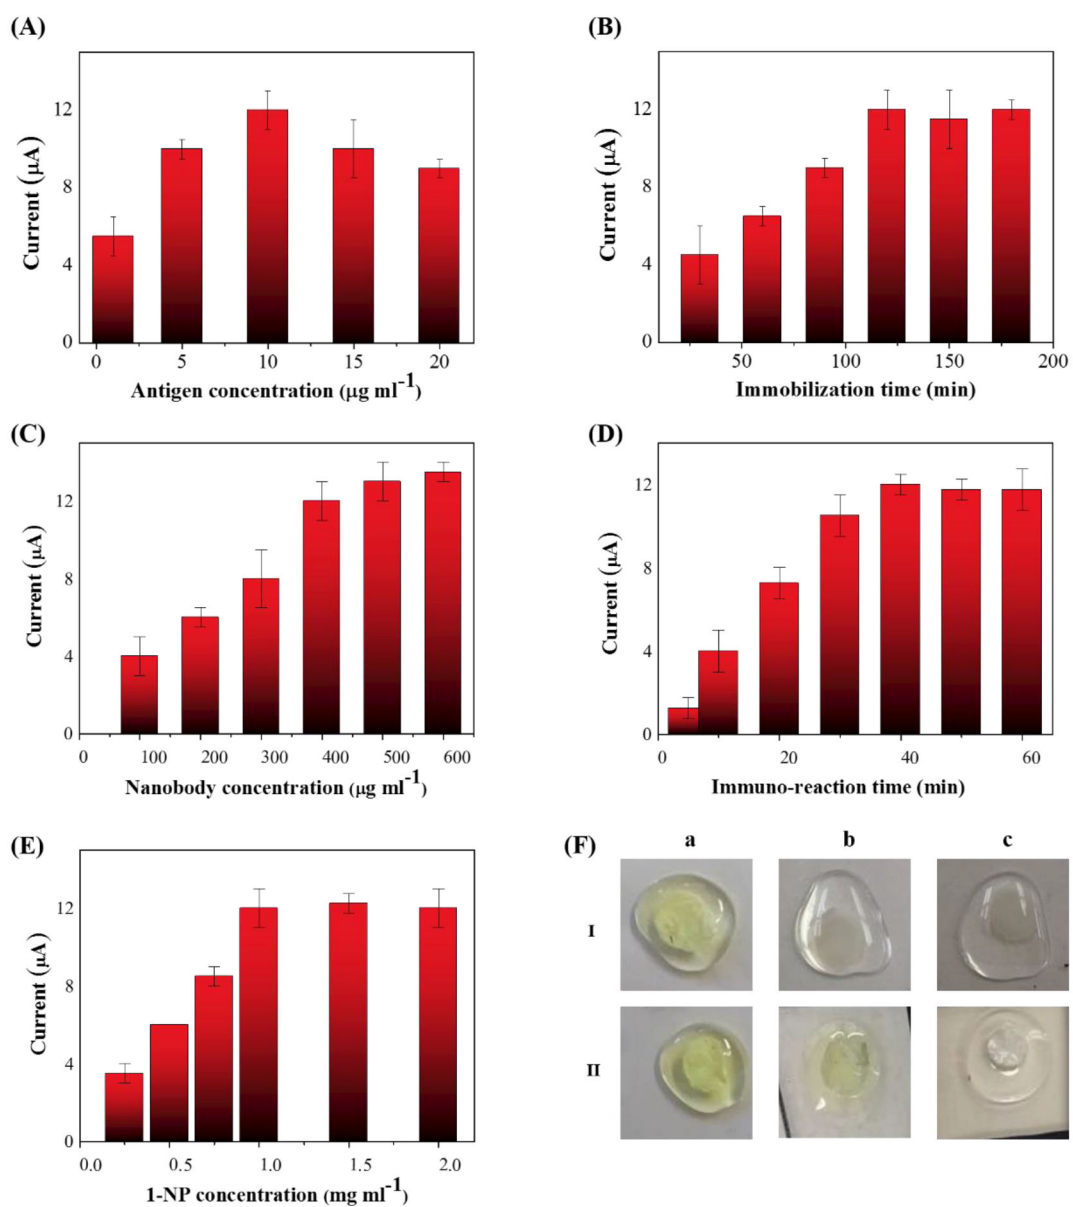 (A)
12
8
4
0
Current (μA)
0 5 10 15 20
Antigen concentration (μg ml-1)
(B)
12
8
4
0
Current (μA)
50 100 150 200
Immobilization time (min)
(C)
12
8
4
0
Current (μA)
0 100 200 300 400 500 600
Nanobody concentration (μg ml-1)
(D)
12
8
4
0
Current (μA)
0 20 40 60
Immuno-reaction time (min)
(E)
12
8
4
0
Current (μA)
0.0 0.5 1.0 1.5 2.0
1-NP concentration (mg ml-1)
(F)
a b c
I
II